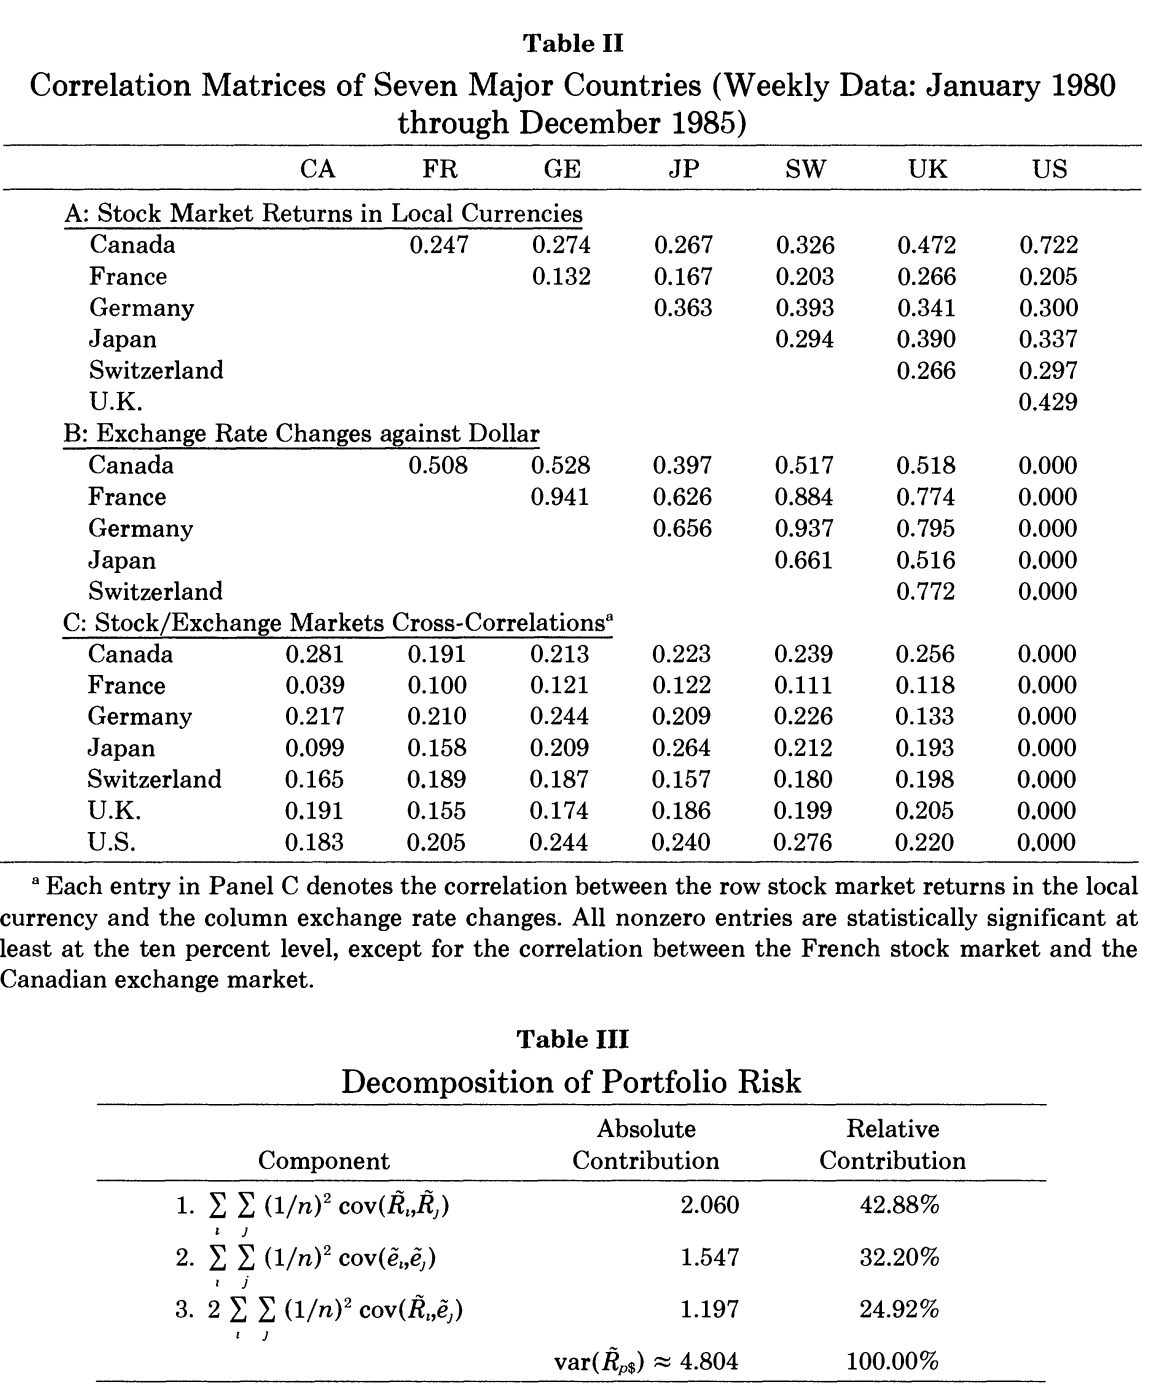 Table II
Correlation Matrices of Seven Major Countries (Weekly Data: January 1980
through December 1985)
CA FR GE JP SW UK US
A: Stock Market Returns in Local Currencies
Canada 0.247 0.274 0.267 0.326 0.472 0.722
France 0.132 0.167 0.203 0.266 0.205
Germany 0.363 0.393 0.341 0.300
Japan 0.294 0.390 0.337
Switzerland 0.266 0.297
U.K. 0.429
B: Exchange Rate Changes against Dollar
Canada 0.508 0.528 0.397 0.517 0.518 0.000
France 0.941 0.626 0.884 0.774 0.000
Germany 0.656 0.937 0.795 0.000
Japan 0.661 0.516 0.000
Switzerland 0.772 0.000
C: Stock/Exchange Markets Cross-Correlationsᵃ
Canada 0.281 0.191 0.213 0.223 0.239 0.256 0.000
France 0.039 0.100 0.121 0.122 0.111 0.118 0.000
Germany 0.217 0.210 0.244 0.209 0.226 0.133 0.000
Japan 0.099 0.158 0.209 0.264 0.212 0.193 0.000
Switzerland 0.165 0.189 0.187 0.157 0.180 0.198 0.000
U.K. 0.191 0.155 0.174 0.186 0.199 0.205 0.000
U.S. 0.183 0.205 0.244 0.240 0.276 0.220 0.000
ᵃ Each entry in Panel C denotes the correlation between the row stock market returns in the local
currency and the column exchange rate changes. All nonzero entries are statistically significant at
least at the ten percent level, except for the correlation between the French stock market and the
Canadian exchange market.
Table III
Decomposition of Portfolio Risk
Absolute Relative
Component Contribution Contribution
1. ∑ᵢ ∑ⱼ (1/n)² cov(R̃ᵢ,R̃ⱼ) 2.060 42.88%
2. ∑ᵢ ∑ⱼ (1/n)² cov(ẽᵢ,ẽⱼ) 1.547 32.20%
3. 2 ∑ᵢ ∑ⱼ (1/n)² cov(R̃ᵢ,ẽⱼ) 1.197 24.92%
var(R̃ₚ$) ≈ 4.804 100.00%